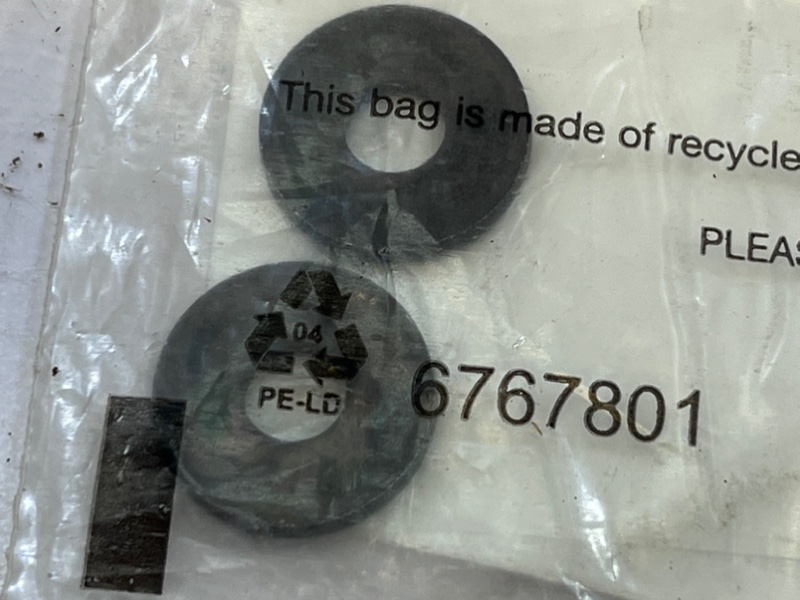 This bag is made of recycle
PLEAS
04
PE-LD
6767801